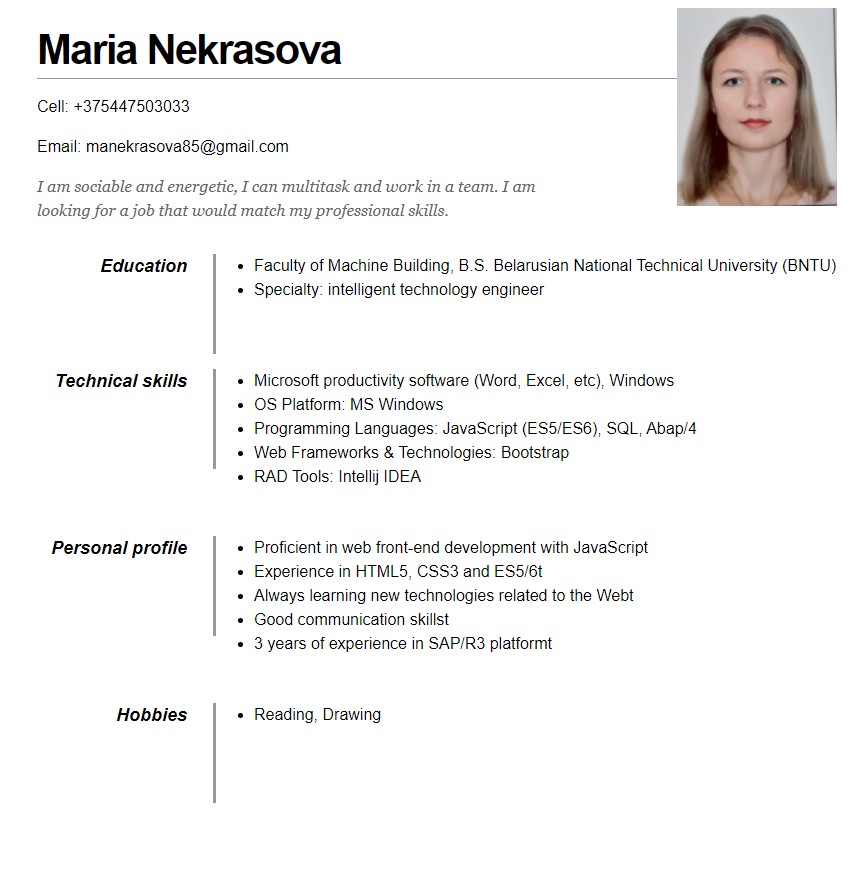 Maria Nekrasova
Cell: +375447503033
Email: manekrasova85@gmail.com
I am sociable and energetic, I can multitask and work in a team. I am
looking for a job that would match my professional skills.
Education
• Faculty of Machine Building, B.S. Belarusian National Technical University (BNTU)
• Specialty: intelligent technology engineer
Technical skills
• Microsoft productivity software (Word, Excel, etc), Windows
• OS Platform: MS Windows
• Programming Languages: JavaScript (ES5/ES6), SQL, Abap/4
• Web Frameworks & Technologies: Bootstrap
• RAD Tools: Intellij IDEA
Personal profile
• Proficient in web front-end development with JavaScript
• Experience in HTML5, CSS3 and ES5/6t
• Always learning new technologies related to the Webt
• Good communication skillst
• 3 years of experience in SAP/R3 platformt
Hobbies
• Reading, Drawing